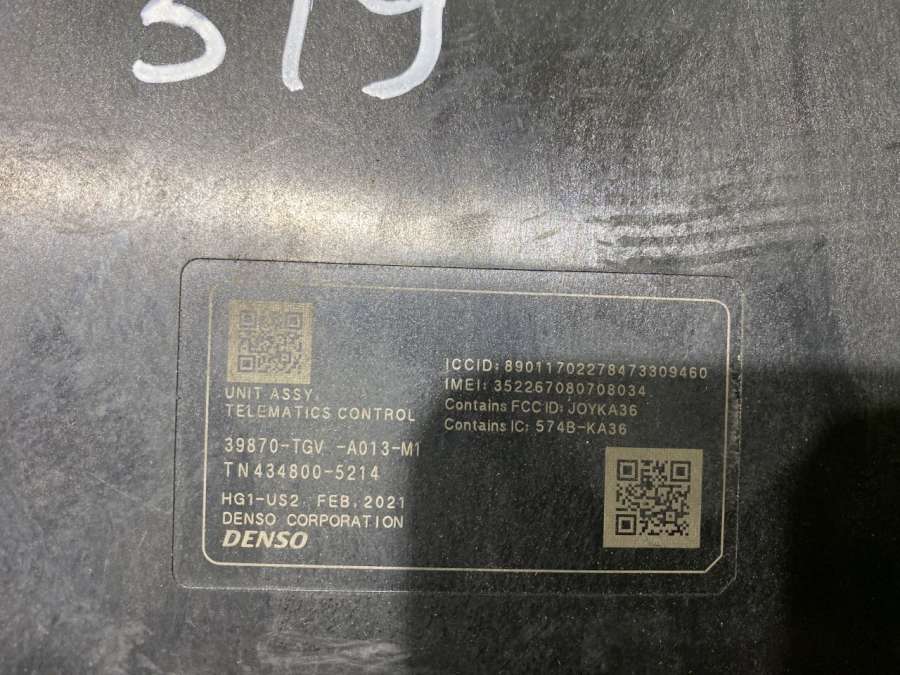 519
UNIT ASSY,
TELEMATICS CONTROL
39870-TGV -A013-M1
TN434800-5214
HG1-US2 FEB, 2021
DENSO CORPORATION
DENSO
ICCID: 89011702278473309460
IMEI: 352267080708034
Contains FCC ID: JOYKA36
Contains IC: 574B-KA36